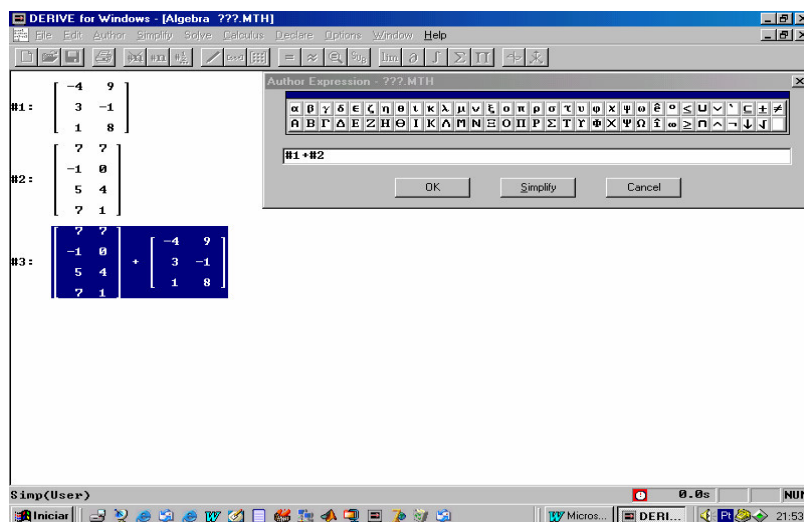 DERIVE for Windows - [Algebra ???.MTH]
File Edit Author Simplify Solve Calculus Declare Options Window Help
= ≈ Sub lim ∂ ∫ Σ Π
Author Expression - ???.MTH
α β γ δ ε ζ η θ ι κ λ μ ν ξ ο π ρ σ τ υ φ χ ψ ω ê ° ≤ ∪ ∨ ` ⊆ ± ≠
Α Β Γ Δ Ε Ζ Η Θ Ι Κ Λ Μ Ν Ξ Ο Π Ρ Σ Τ Υ Φ Χ Ψ Ω î ∞ ≥ ∩ ∧ ¬ ↓ √
#1+#2
OK Simplify Cancel
#1:
-4 9
3 -1
1 8
#2:
7 7
-1 0
5 4
7 1
#3:
7 7
-1 0
5 4
7 1
+
-4 9
3 -1
1 8
Simp(User) 0.0s NUM
Iniciar Micros... DERI... Pt 21:53